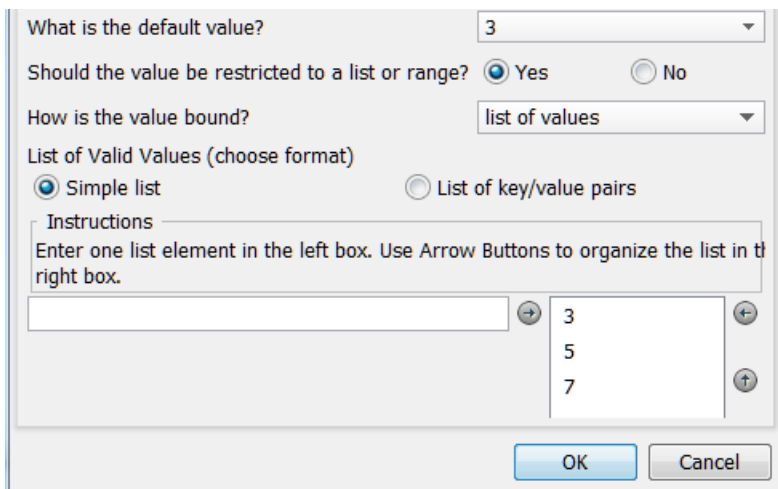 What is the default value? 3
Should the value be restricted to a list or range? Yes No
How is the value bound? list of values
List of Valid Values (choose format)
Simple list List of key/value pairs
Instructions
Enter one list element in the left box. Use Arrow Buttons to organize the list in
right box.
3
5
7
OK Cancel